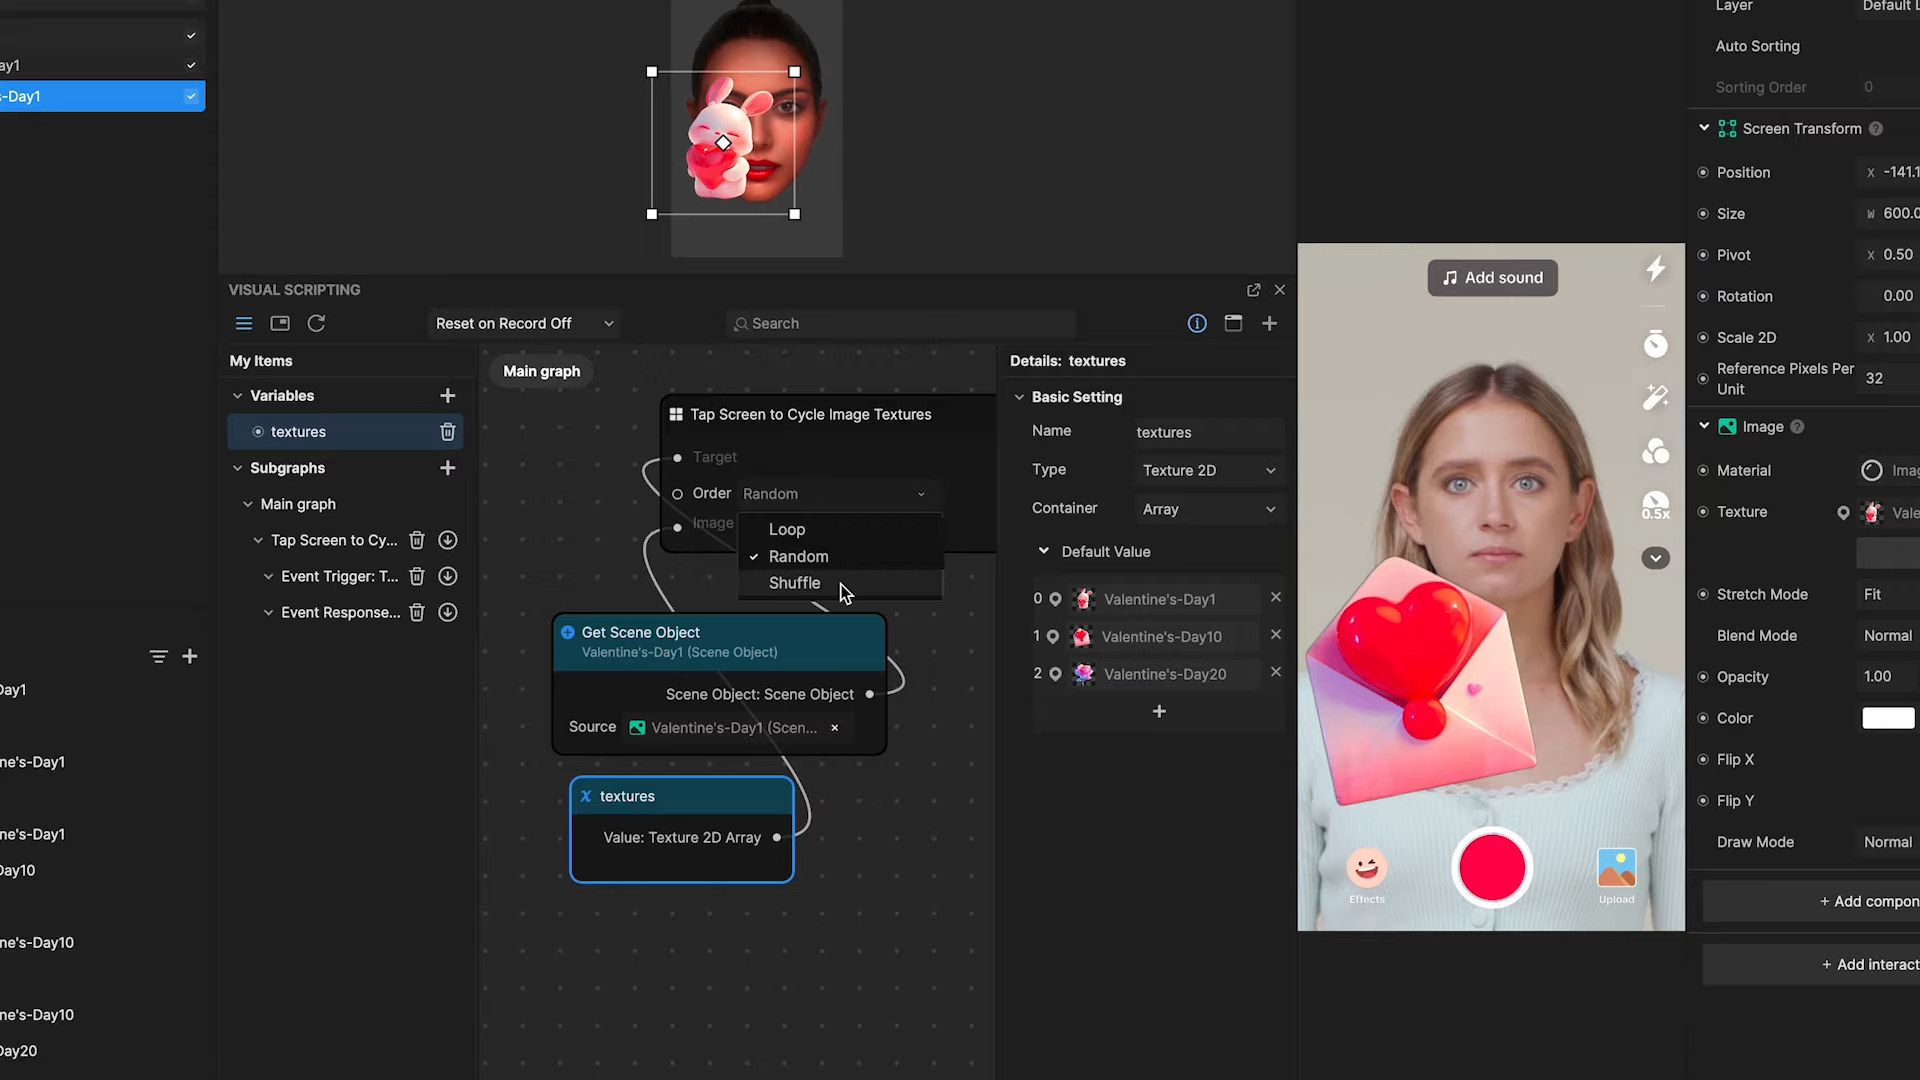 ay1
s-Day1
Day1
ne's-Day1
ne's-Day1
Day10
ne's-Day10
ne's-Day10
Day20
VISUAL SCRIPTING
Reset on Record Off
Search
My Items
Variables
textures
Subgraphs
Main graph
Tap Screen to Cy...
Event Trigger: T...
Event Response...
Main graph
Tap Screen to Cycle Image Textures
Target
Order Random
Image
Loop
Random
Shuffle
Get Scene Object
Valentine's-Day1 (Scene Object)
Scene Object: Scene Object
Source Valentine's-Day1 (Scen...
textures
Value: Texture 2D Array
Details: textures
Basic Setting
Name textures
Type Texture 2D
Container Array
Default Value
0 Valentine's-Day1
1 Valentine's-Day10
2 Valentine's-Day20
Add sound
0.5x
Effects
Upload
Layer Default L
Auto Sorting
Sorting Order 0
Screen Transform
Position X -141.1
Size W 600.0
Pivot X 0.50
Rotation 0.00
Scale 2D X 1.00
Reference Pixels Per
Unit 32
Image
Material Imag
Texture Vale
Stretch Mode Fit
Blend Mode Normal
Opacity 1.00
Color
Flip X
Flip Y
Draw Mode Normal
+ Add compon
+ Add interact